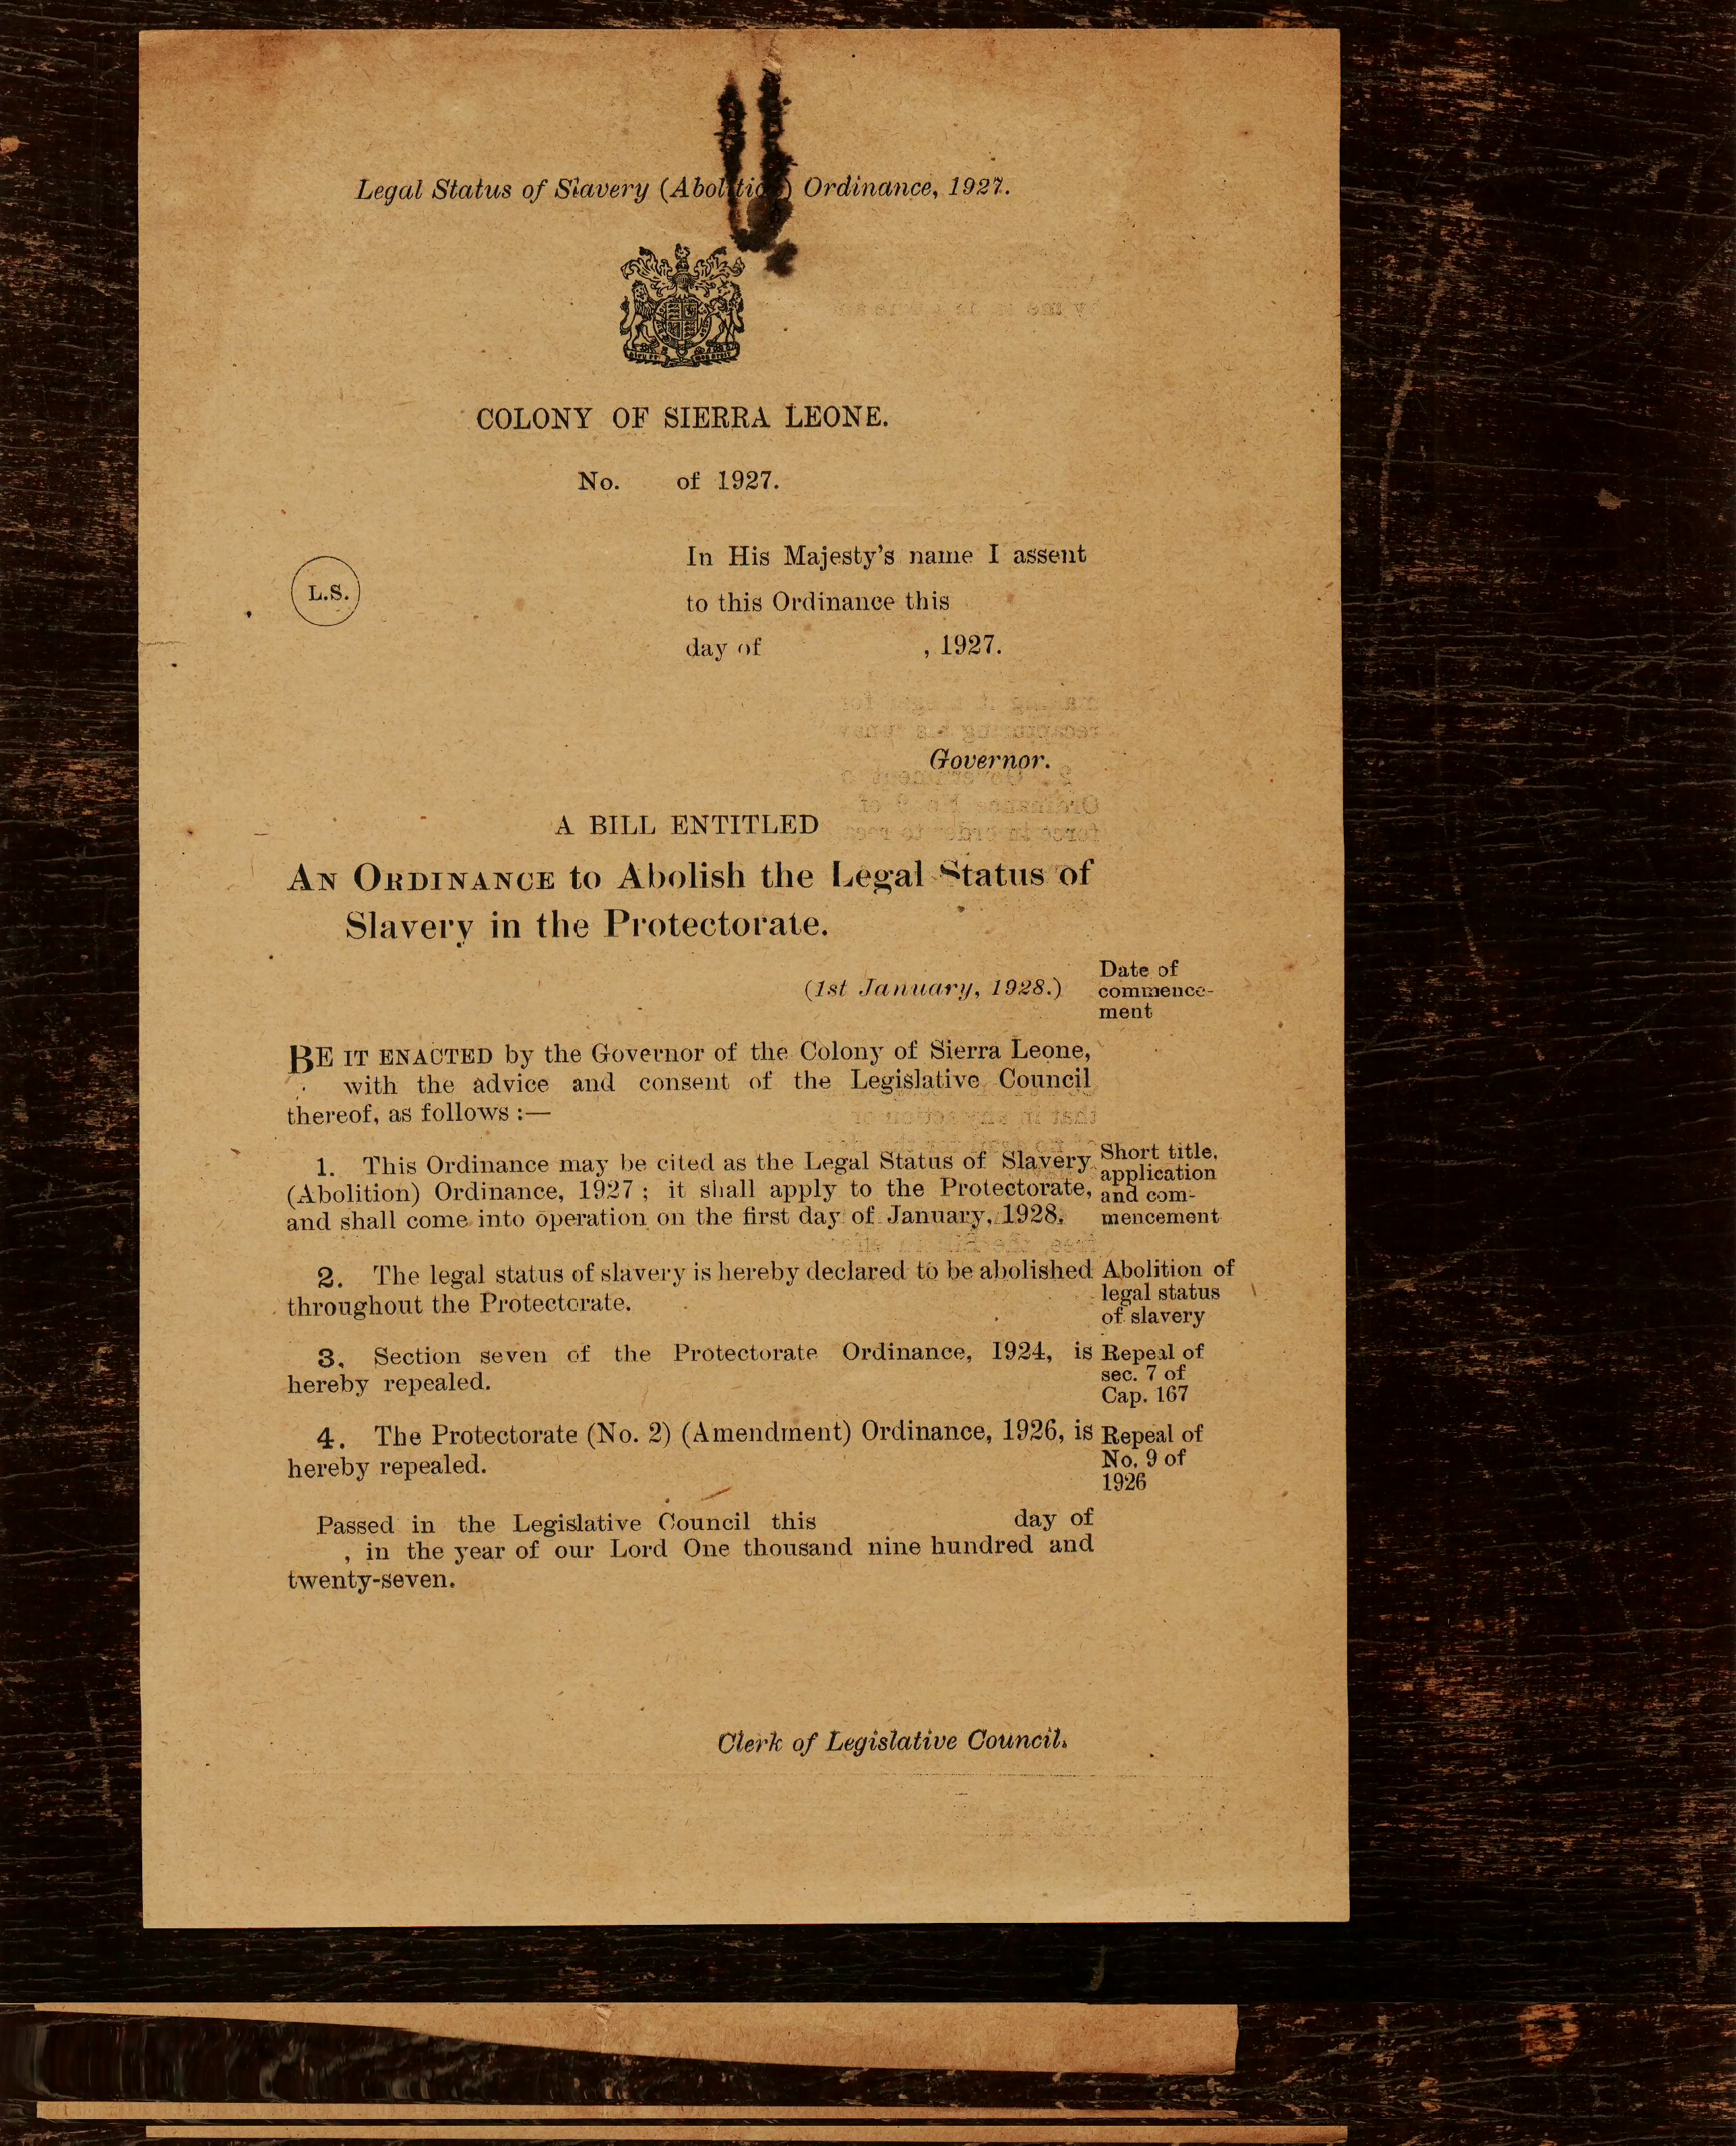 Legal Status of Slavery (Abolition) Ordinance, 1927.
COLONY OF SIERRA LEONE.
No. of 1927.
L.S.
In His Majesty's name I assent
to this Ordinance this
day of , 1927.
Governor.
A BILL ENTITLED
AN ORDINANCE to Abolish the Legal Status of
Slavery in the Protectorate.
(1st January, 1928.)
Date of
commence-
ment
BE IT ENACTED by the Governor of the Colony of Sierra Leone,
with the advice and consent of the Legislative Council
thereof, as follows :—
1. This Ordinance may be cited as the Legal Status of Slavery
(Abolition) Ordinance, 1927 ; it shall apply to the Protectorate,
and shall come into operation on the first day of January, 1928.
Short title,
application
and com-
mencement
2. The legal status of slavery is hereby declared to be abolished
throughout the Protectorate.
Abolition of
legal status
of slavery
3. Section seven of the Protectorate Ordinance, 1924, is
hereby repealed.
Repeal of
sec. 7 of
Cap. 167
4. The Protectorate (No. 2) (Amendment) Ordinance, 1926, is
hereby repealed.
Repeal of
No. 9 of
1926
Passed in the Legislative Council this day of
, in the year of our Lord One thousand nine hundred and
twenty-seven.
Clerk of Legislative Council.